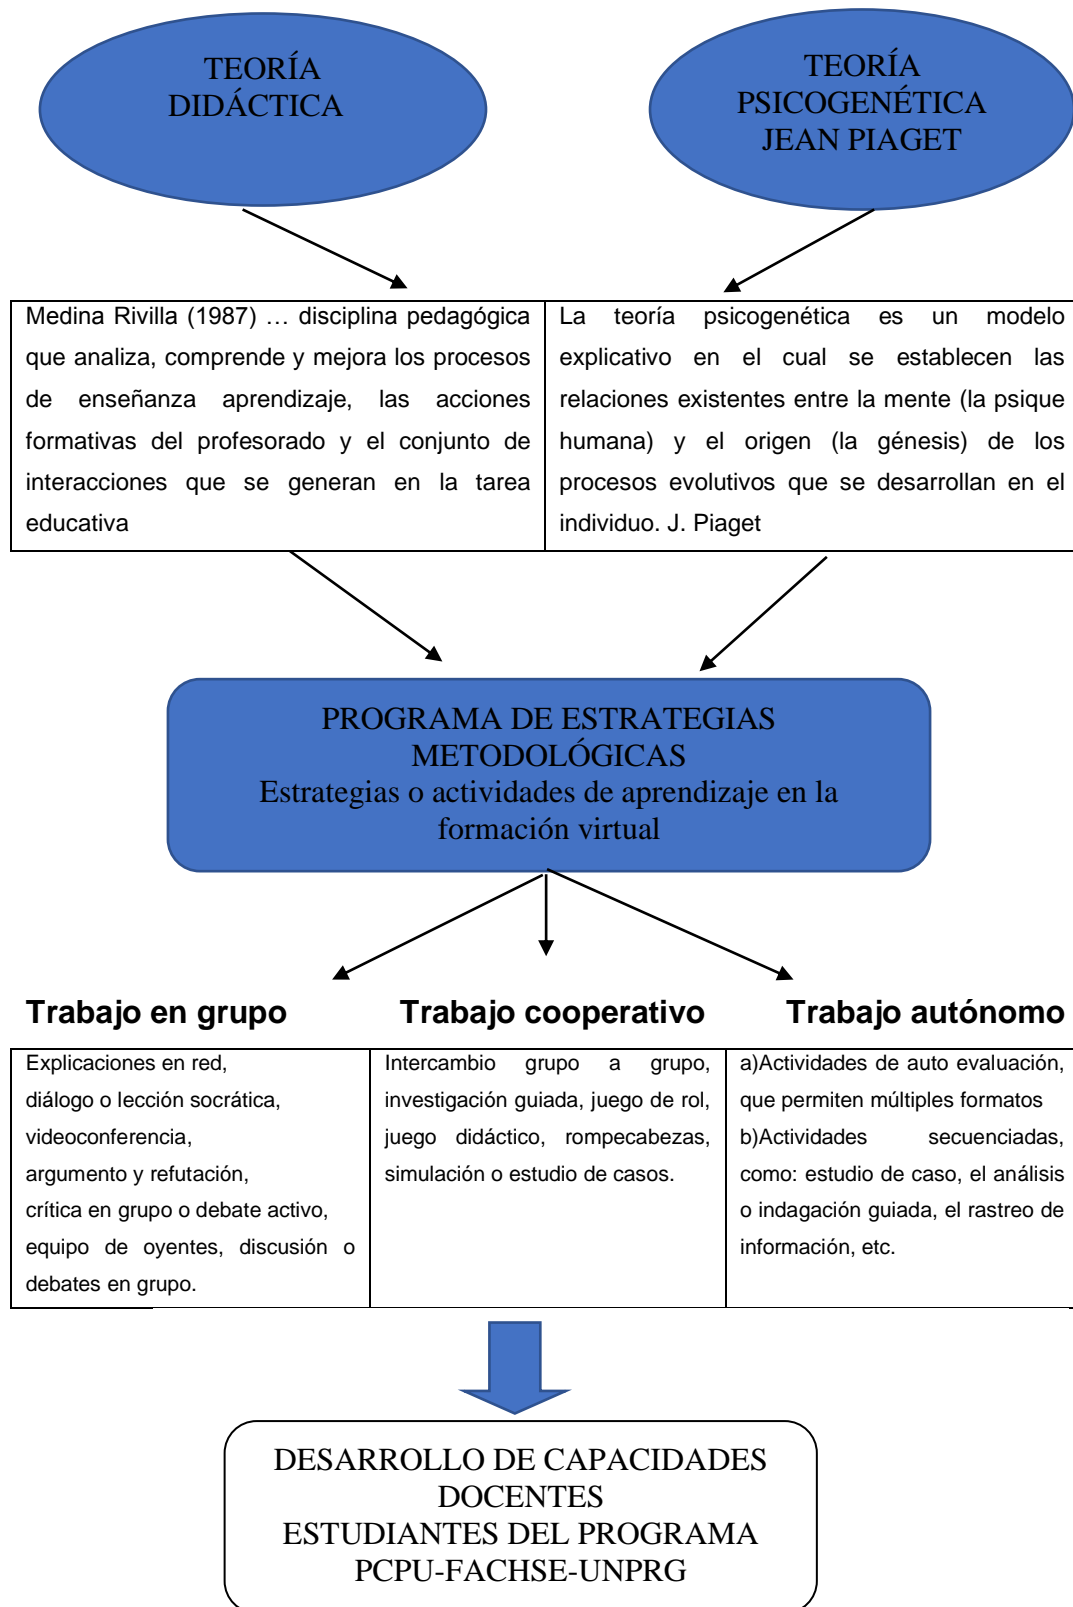 TEORÍA
DIDÁCTICA
TEORÍA
PSICOGENÉTICA
JEAN PIAGET
Medina Rivilla (1987) … disciplina pedagógica
que analiza, comprende y mejora los procesos
de enseñanza aprendizaje, las acciones
formativas del profesorado y el conjunto de
interacciones que se generan en la tarea
educativa
La teoría psicogenética es un modelo
explicativo en el cual se establecen las
relaciones existentes entre la mente (la psique
humana) y el origen (la génesis) de los
procesos evolutivos que se desarrollan en el
individuo. J. Piaget
PROGRAMA DE ESTRATEGIAS
METODOLÓGICAS
Estrategias o actividades de aprendizaje en la
formación virtual
Trabajo en grupo
Explicaciones en red,
diálogo o lección socrática,
videoconferencia,
argumento y refutación,
crítica en grupo o debate activo,
equipo de oyentes, discusión o
debates en grupo.
Trabajo cooperativo
Intercambio grupo a grupo,
investigación guiada, juego de rol,
juego didáctico, rompecabezas,
simulación o estudio de casos.
Trabajo autónomo
a)Actividades de auto evaluación,
que permiten múltiples formatos
b)Actividades secuenciadas,
como: estudio de caso, el análisis
o indagación guiada, el rastreo de
información, etc.
DESARROLLO DE CAPACIDADES
DOCENTES
ESTUDIANTES DEL PROGRAMA
PCPU-FACHSE-UNPRG